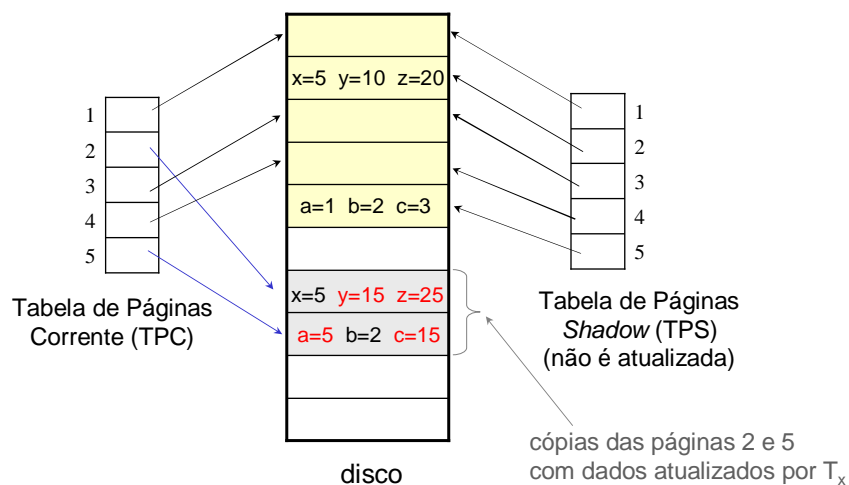 x=5 y=10 z=20
a=1 b=2 c=3
x=5 y=15 z=25
a=5 b=2 c=15
disco
1
2
3
4
5
Tabela de Páginas
Corrente (TPC)
1
2
3
4
5
Tabela de Páginas
Shadow (TPS)
(não é atualizada)
cópias das páginas 2 e 5
com dados atualizados por Tx